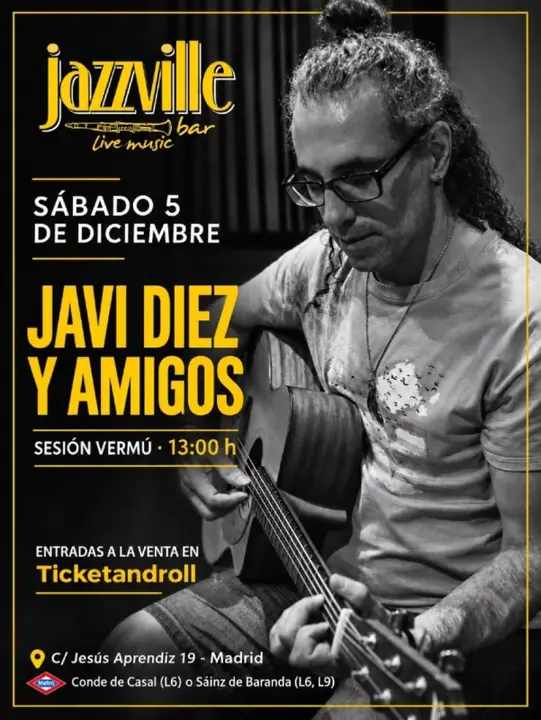 jazzville
bar
live music
SÁBADO 5
DE DICIEMBRE
JAVI DIEZ
Y AMIGOS
SESIÓN VERMÚ · 13:00 h
ENTRADAS A LA VENTA EN
Ticketandroll
C/ Jesús Aprendiz 19 - Madrid
Metro
Conde de Casal (L6) o Sáinz de Baranda (L6, L9)